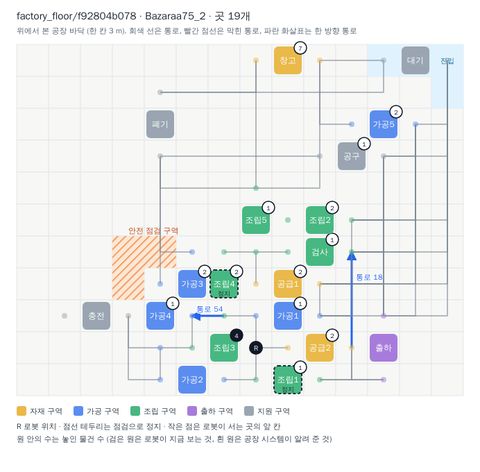 factory_floor/f92804b078 · Bazaraa75_2 · 곳 19개
위에서 본 공장 바닥 (한 칸 3 m). 회색 선은 통로, 빨간 점선은 막힌 통로, 파란 화살표는 한 방향 통로
창고 7
대기
진입
폐기
가공5 2
공구 1
조립5 1
조립2 2
안전 점검 구역
검사 1
가공3 2
조립4 2
정지
공급1 2
통로 18
충전
가공4 1
통로 54
가공1 1
조립3 4
R
공급2 2
출하
가공2
조립1 1
정지
자재 구역
가공 구역
조립 구역
출하 구역
지원 구역
R 로봇 위치 · 점선 테두리는 점검으로 정지 · 작은 점은 로봇이 서는 곳의 앞 칸
원 안의 수는 놓인 물건 수 (검은 원은 로봇이 지금 보는 것, 흰 원은 공장 시스템이 알려 준 것)